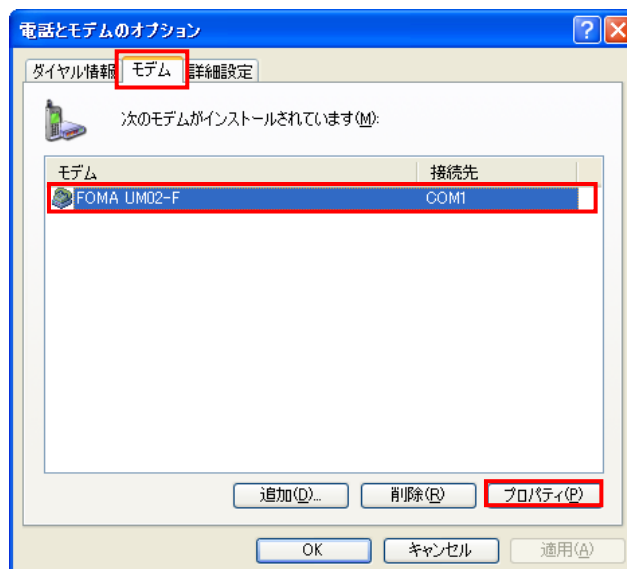 電話とモデムのオプション
ダイヤル情報 モデム 詳細設定
次のモデムがインストールされています(M):
モデム 接続先
FOMA UM02-F COM1
追加(D)... 削除(R) プロパティ(P)
OK キャンセル 適用(A)